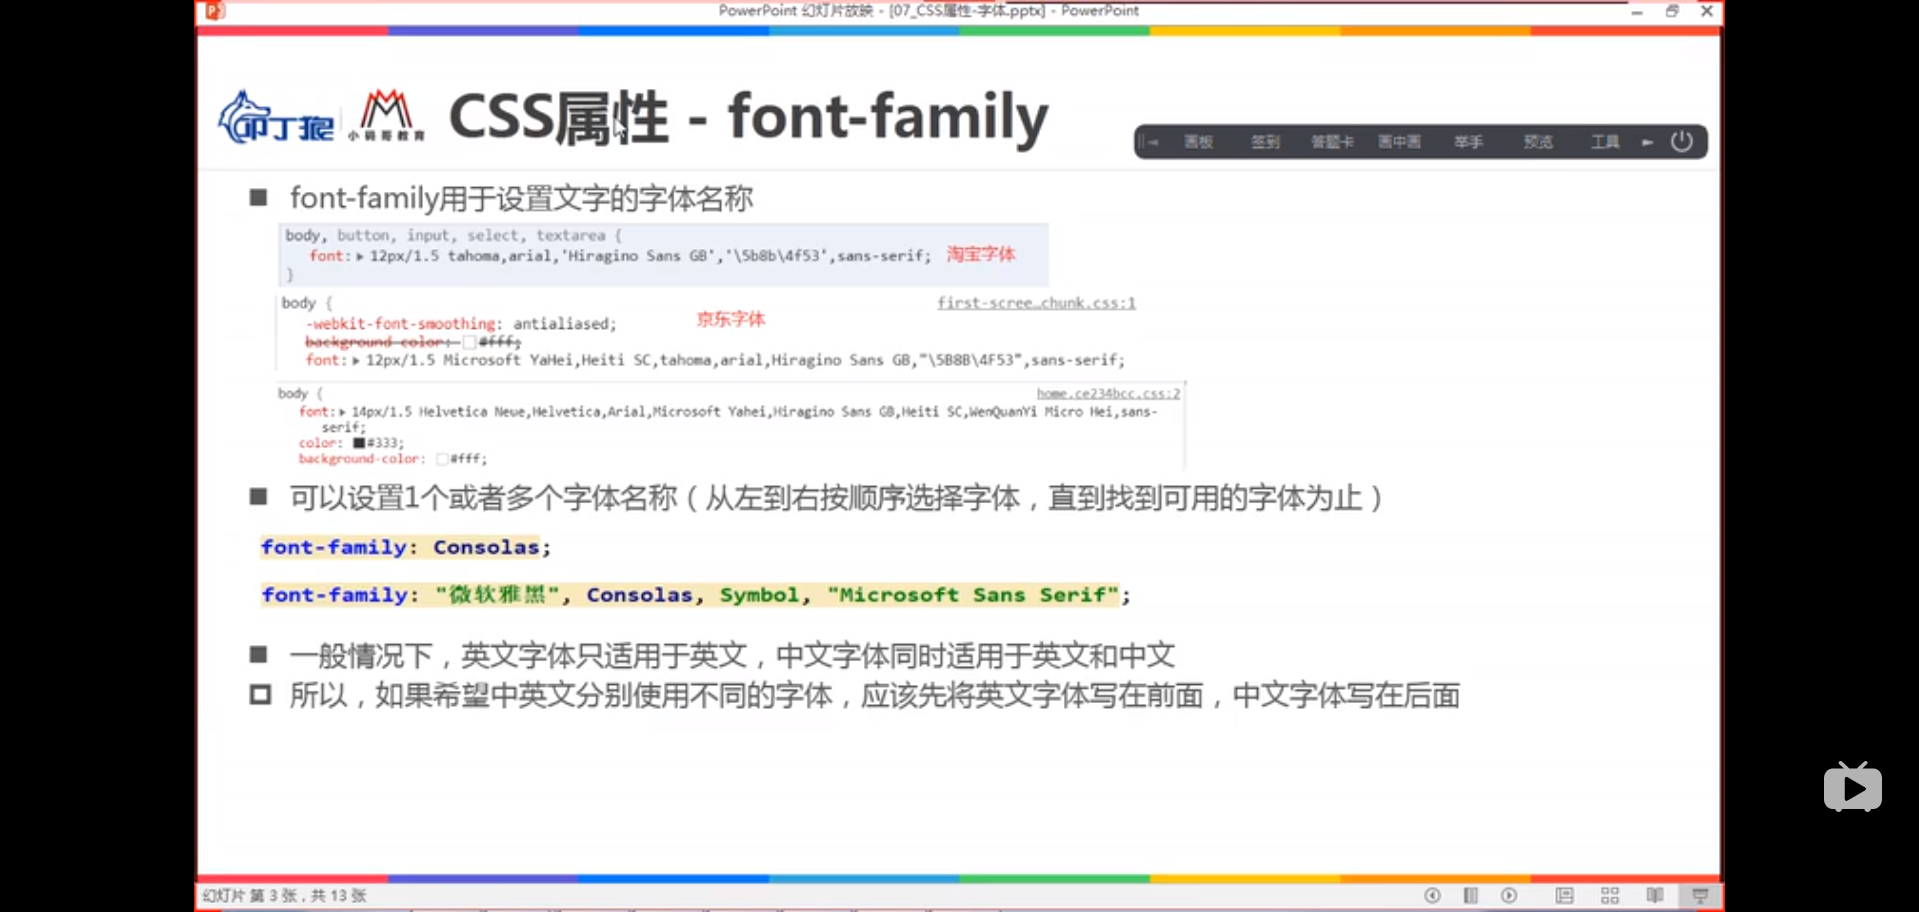 PowerPoint 幻灯片放映 - [07_CSS属性-字体.pptx] - PowerPoint
叩丁狼
小码哥教育
CSS属性 - font-family
画板 签到 答题卡 画中画 举手 预览 工具
font-family用于设置文字的字体名称
body, button, input, select, textarea {
font: 12px/1.5 tahoma,arial,'Hiragino Sans GB','\5b8b\4f53',sans-serif; 淘宝字体
}
body { first-scree…chunk.css:1
-webkit-font-smoothing: antialiased; 京东字体
background-color: #fff;
font: 12px/1.5 Microsoft YaHei,Heiti SC,tahoma,arial,Hiragino Sans GB,"\5B8B\4F53",sans-serif;
body { home.ce234bcc.css:2
font: 14px/1.5 Helvetica Neue,Helvetica,Arial,Microsoft Yahei,Hiragino Sans GB,Heiti SC,WenQuanYi Micro Hei,sans-
serif;
color: #333;
background-color: #fff;
可以设置1个或者多个字体名称（从左到右按顺序选择字体，直到找到可用的字体为止）
font-family: Consolas;
font-family: "微软雅黑", Consolas, Symbol, "Microsoft Sans Serif";
一般情况下，英文字体只适用于英文，中文字体同时适用于英文和中文
所以，如果希望中英文分别使用不同的字体，应该先将英文字体写在前面，中文字体写在后面
幻灯片 第 3 张，共 13 张